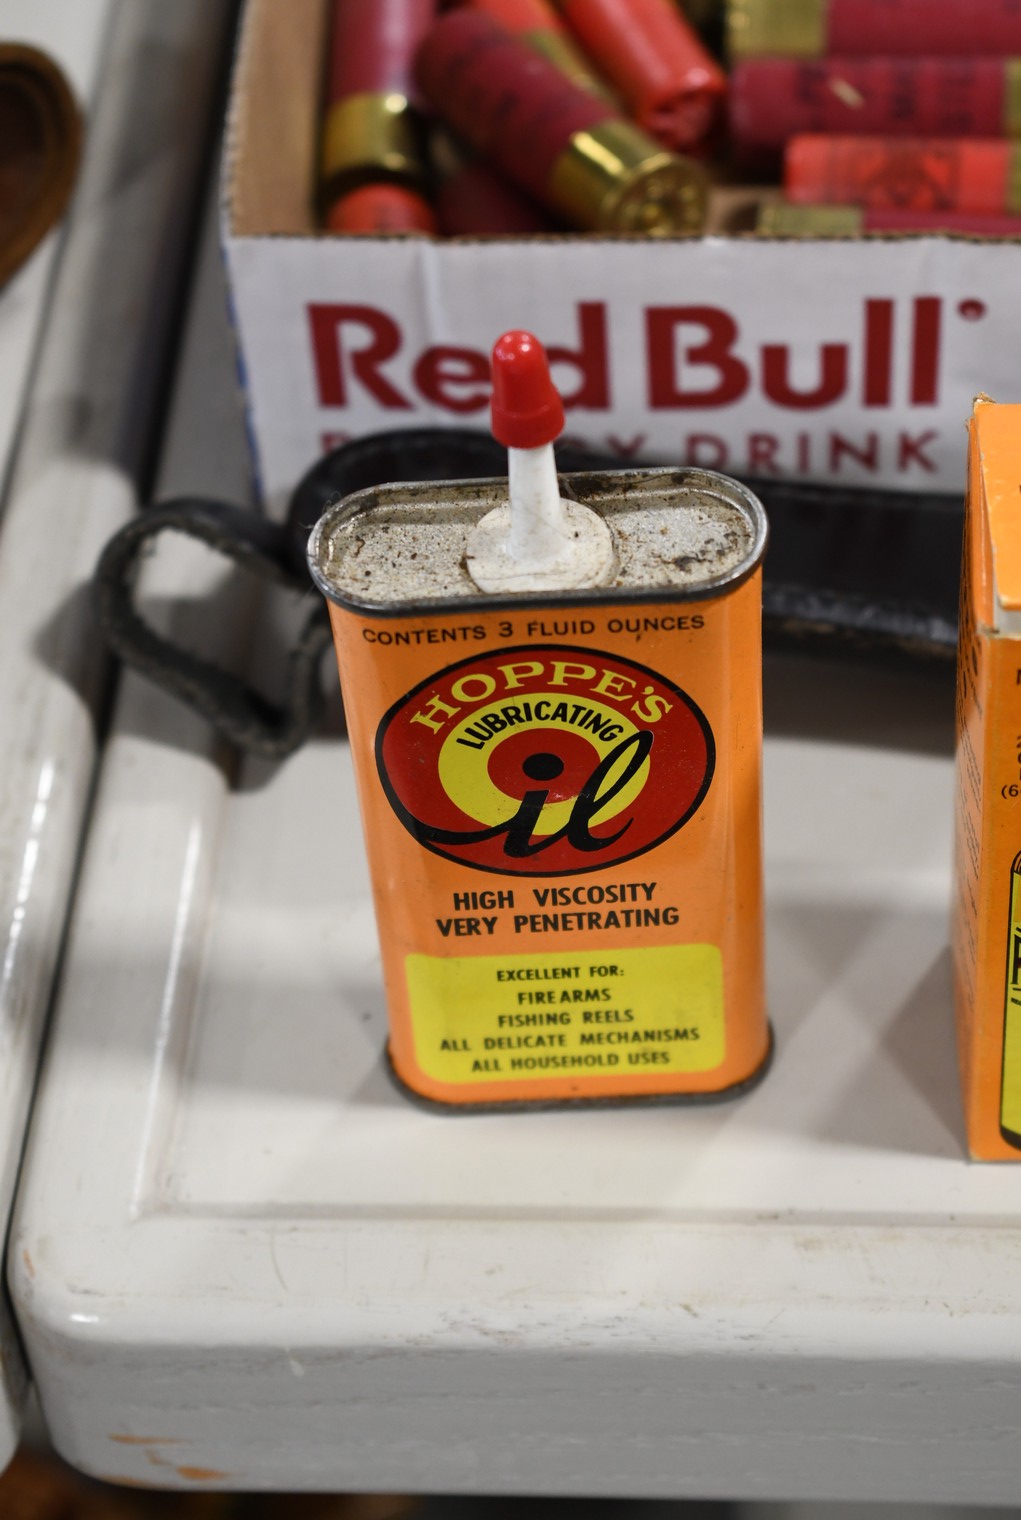 Red Bull
DRINK
CONTENTS 3 FLUID OUNCES
HOPPE'S
LUBRICATING
Oil
HIGH VISCOSITY
VERY PENETRATING
EXCELLENT FOR:
FIREARMS
FISHING REELS
ALL DELICATE MECHANISMS
ALL HOUSEHOLD USES